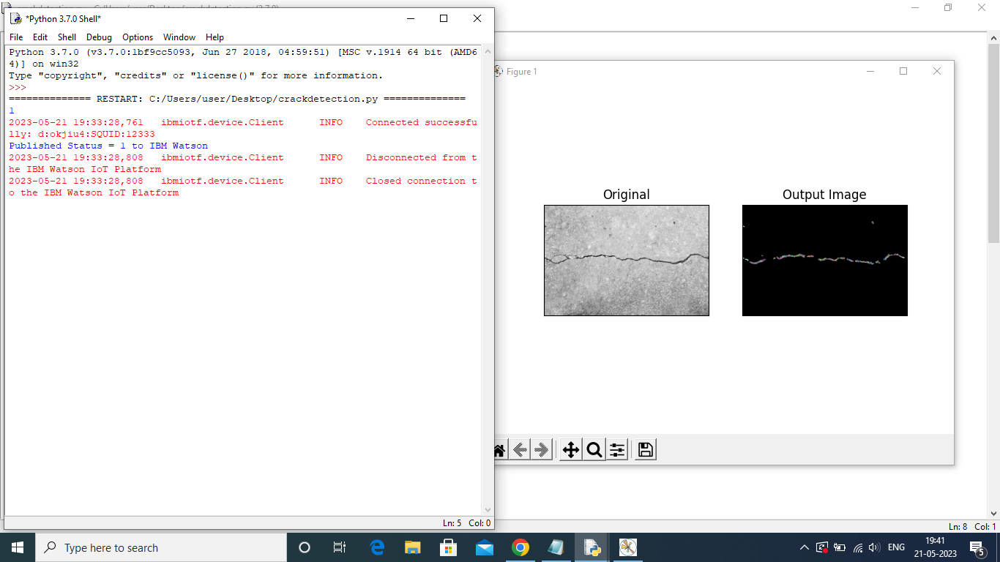 *Python 3.7.0 Shell*
File Edit Shell Debug Options Window Help
Python 3.7.0 (v3.7.0:1bf9cc5093, Jun 27 2018, 04:59:51) [MSC v.1914 64 bit (AMD6
4)] on win32
Type "copyright", "credits" or "license()" for more information.
>>>
============== RESTART: C:/Users/user/Desktop/crackdetection.py ==============
1
2023-05-21 19:33:28,761 ibmiotf.device.Client INFO Connected successfu
lly: d:okjiu4:SQUID:12333
Published Status = 1 to IBM Watson
2023-05-21 19:33:28,808 ibmiotf.device.Client INFO Disconnected from t
he IBM Watson IoT Platform
2023-05-21 19:33:28,808 ibmiotf.device.Client INFO Closed connection t
o the IBM Watson IoT Platform
Ln: 5 Col: 0
Figure 1
Original
Output Image
Ln: 8 Col: 1
Type here to search
ENG
19:41
21-05-2023
5